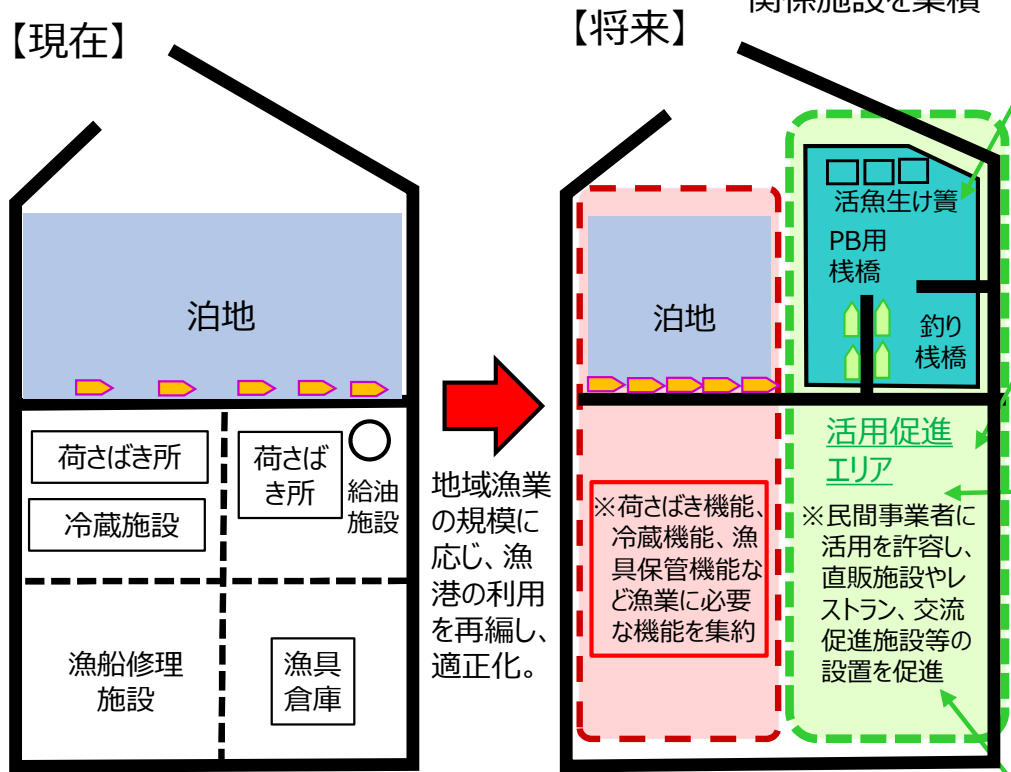 【現在】
泊地
荷さばき所
冷蔵施設
荷さば
き所
給油
施設
漁船修理
施設
漁具
倉庫
地域漁業
の規模に
応じ、漁
港の利用
を再編し、
適正化。
関係施設を集積
【将来】
泊地
※荷さばき機能、
冷蔵機能、漁
具保管機能な
ど漁業に必要
な機能を集約
活魚生け簀
PB用
桟橋
釣り
桟橋
活用促進
エリア
※民間事業者に
活用を許容し、
直販施設やレ
ストラン、交流
促進施設等の
設置を促進